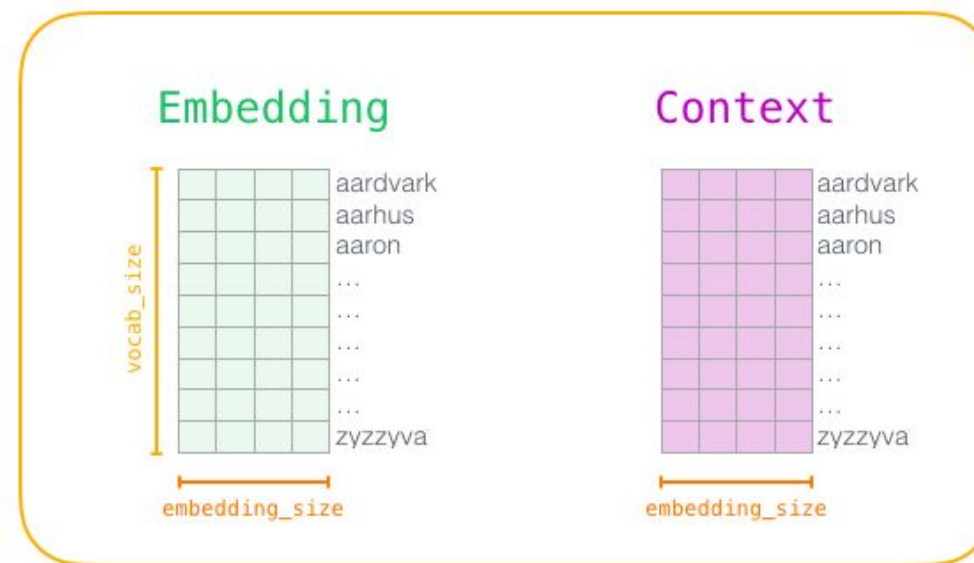 Embedding
Context
vocab_size
aardvark
aarhus
aaron
...
...
...
...
...
zyzzyva
embedding_size
aardvark
aarhus
aaron
...
...
...
...
...
zyzzyva
embedding_size